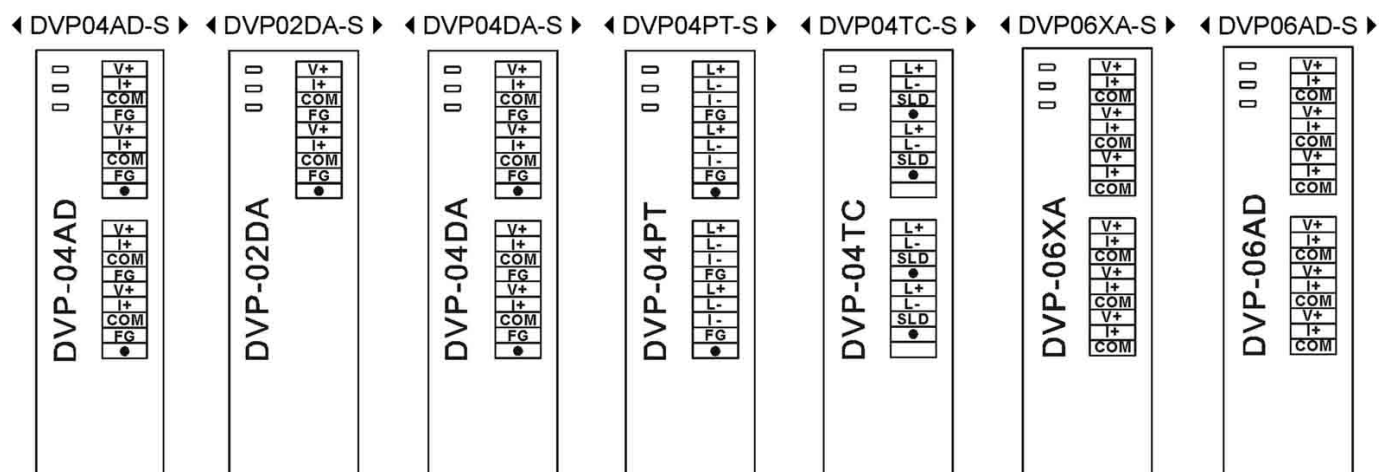 DVP04AD-S DVP02DA-S DVP04DA-S DVP04PT-S DVP04TC-S DVP06XA-S DVP06AD-S
V+
I+
COM
FG
V+
I+
COM
FG
V+
I+
COM
FG
V+
I+
COM
FG
DVP-04AD
V+
I+
COM
FG
V+
I+
COM
FG
DVP-02DA
V+
I+
COM
FG
V+
I+
COM
FG
V+
I+
COM
FG
V+
I+
COM
FG
DVP-04DA
L+
L-
I-
FG
L+
L-
I-
FG
L+
L-
I-
FG
L+
L-
I-
FG
DVP-04PT
L+
L-
SLD
L+
L-
SLD
L+
L-
SLD
L+
L-
SLD
DVP-04TC
V+
I+
COM
V+
I+
COM
V+
I+
COM
V+
I+
COM
V+
I+
COM
V+
I+
COM
DVP-06XA
V+
I+
COM
V+
I+
COM
V+
I+
COM
V+
I+
COM
V+
I+
COM
V+
I+
COM
DVP-06AD